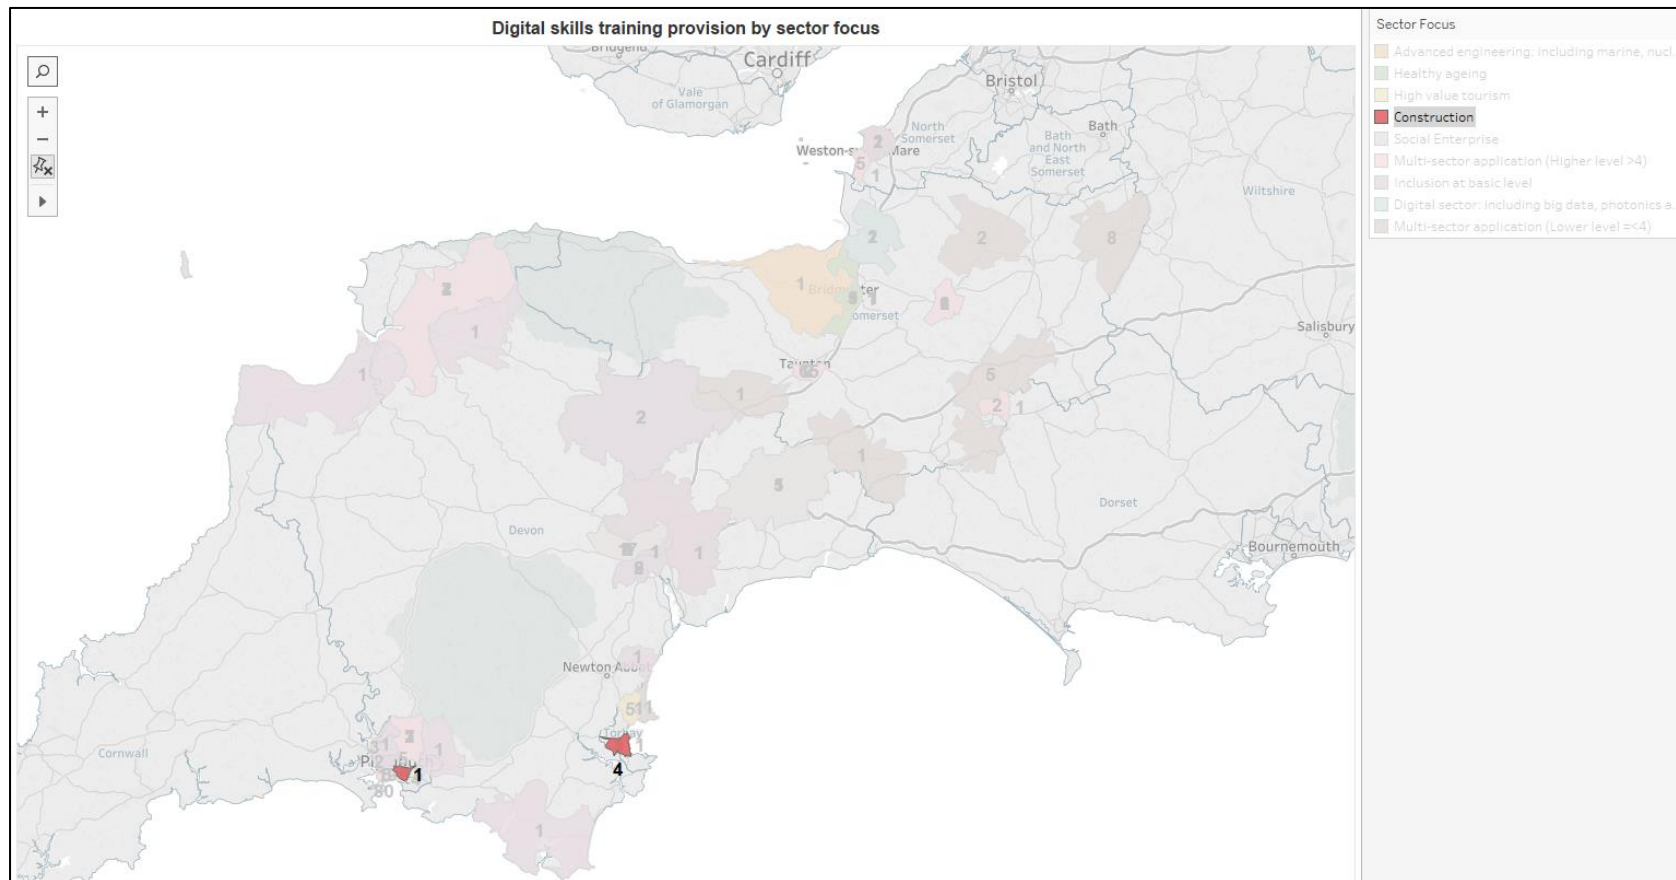 Digital skills training provision by sector focus
Sector Focus
Advanced engineering: including marine, nucl..
Healthy ageing
High value tourism
Construction
Social Enterprise
Multi-sector application (Higher level >4)
Inclusion at basic level
Digital sector: including big data, photonics a..
Multi-sector application (Lower level =<4)
Bridgend
Cardiff
Vale
of Glamorgan
Bristol
North
Somerset
Bath
Bath
and North
East
Somerset
2
5
1
Wiltshire
2
2
8
1
1
Salisbury
Taunton
1
1
5
2
1
2
1
Dorset
Devon
1
1
Bournemouth
Newton
1
Torbay
1
Cornwall
1
1
4
1